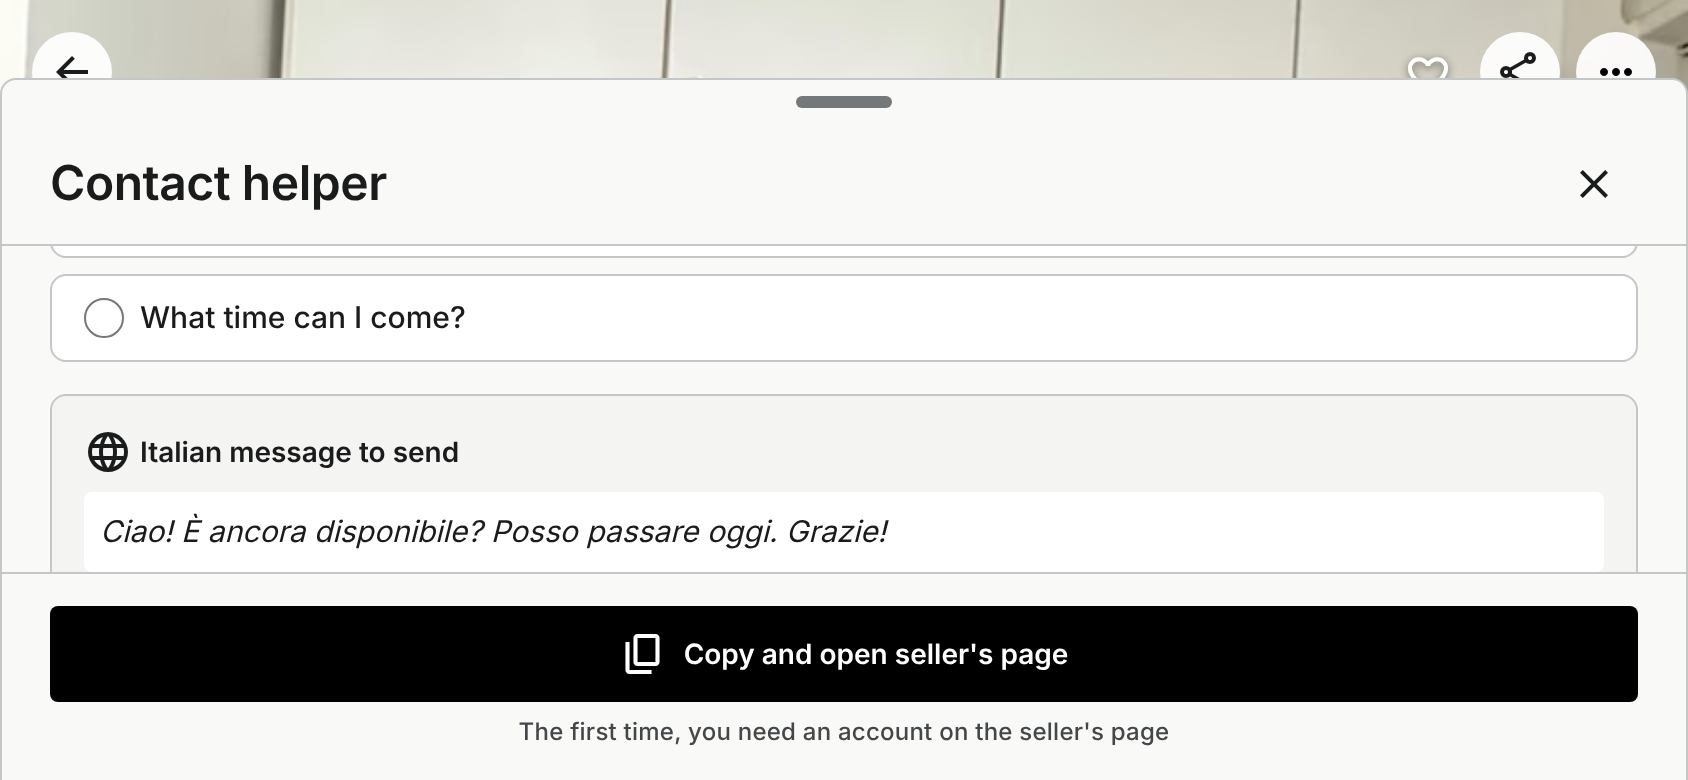 Contact helper
What time can I come?
Italian message to send
Ciao! È ancora disponibile? Posso passare oggi. Grazie!
Copy and open seller's page
The first time, you need an account on the seller's page